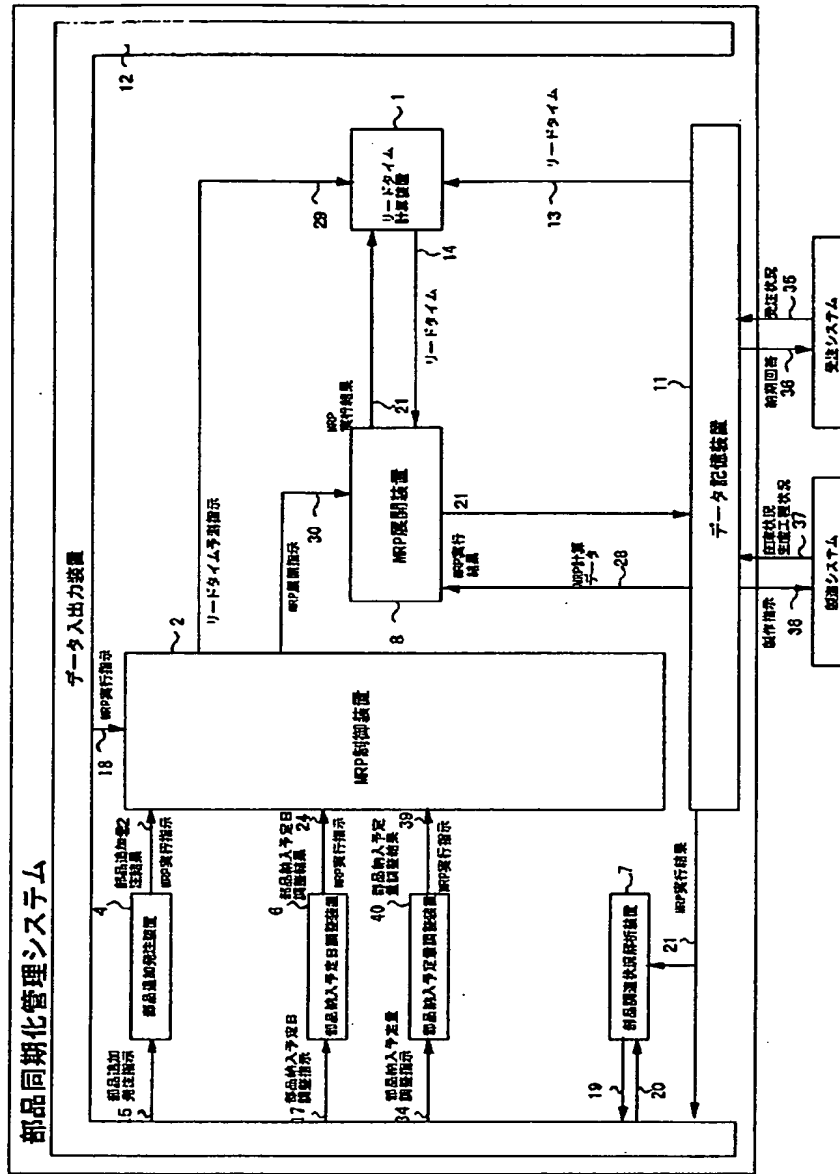 部品同期化管理システム
データ入出力装置
12
18
MRP実行指示
2
リードタイム予測指示
29
MRP展開指示
30
MRP制御装置
4
部品追加
発注指示
15
部品追加発注装置
注結果
MRP実行指示
部品納入予定日
調整指示
17
6
部品納入予定日調整装置
部品納入予定日
調整結果
24
MRP実行指示
部品納入予定量
調整指示
34
40
部品納入予定量調整装置
部品納入予定
量調整結果
39
MRP実行指示
19
20
部品調達状況解析装置
7
21
MRP実行結果
MRP展開装置
8
MRP
実行結果
21
リードタイム
14
リードタイム
計算装置
1
リードタイム
13
MRP実行
結果
21
MRP計算
データ
28
データ記憶装置
11
製作指示
38
在庫状況
生産工程状況
37
製造システム
納期回答
36
受注状況
35
受注システム